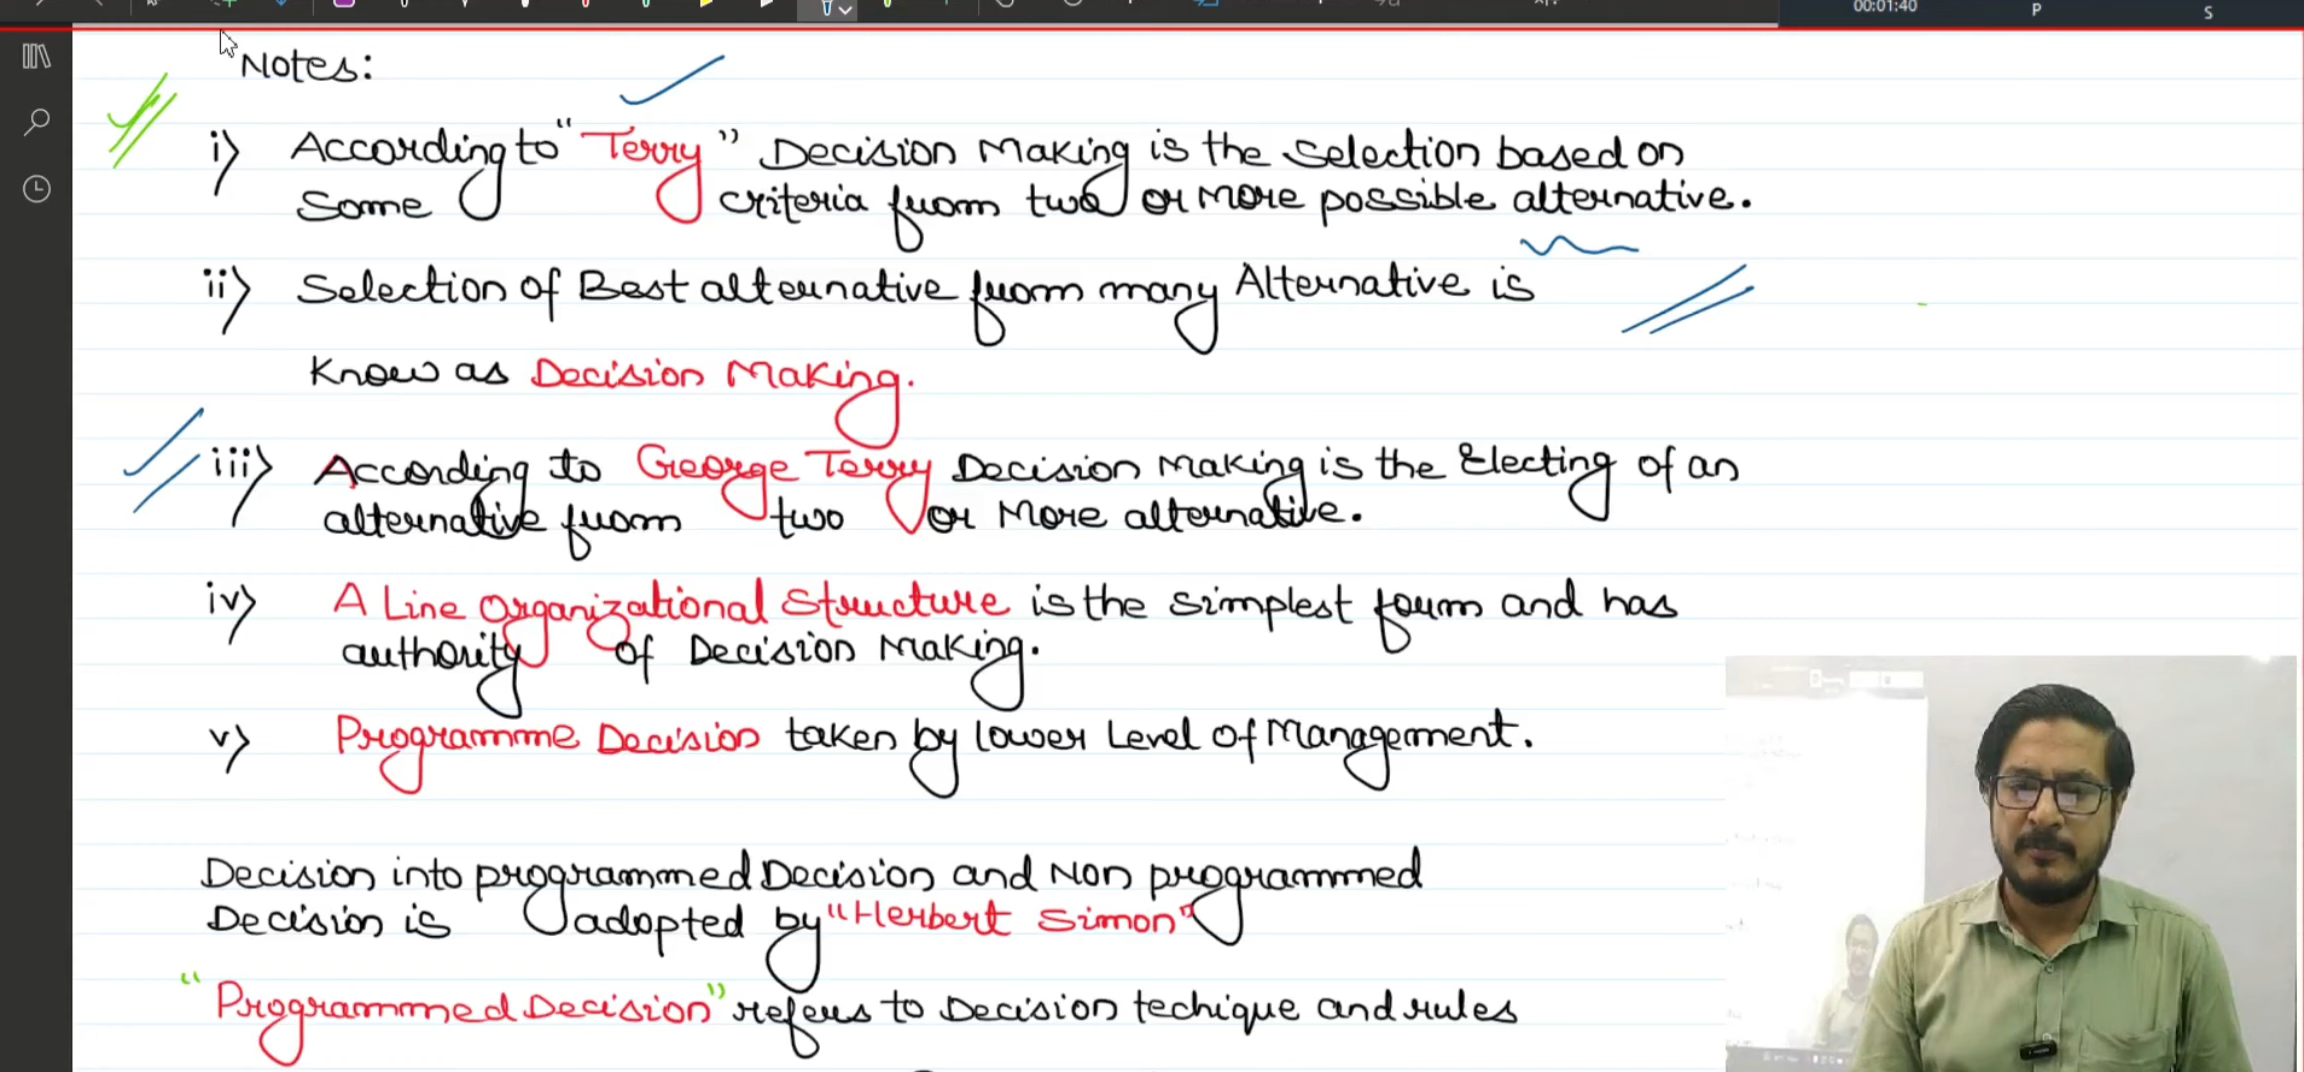 00:01:40
P
S
Notes:
i) According to "Terry" Decision Making is the selection based on
some criteria from two or more possible alternative.
ii) Selection of Best alternative from many Alternative is
Know as Decision Making.
iii) According to George Terry Decision Making is the Electing of an
alternative from two or More alternative.
iv) A Line Organizational Structure is the simplest form and has
authority of Decision Making.
v) Programme Decision taken by Lower Level of Management.
Decision into programmed Decision and Non programmed
Decision is adopted by "Herbert Simon"
"Programmed Decision" refers to Decision techique and rules